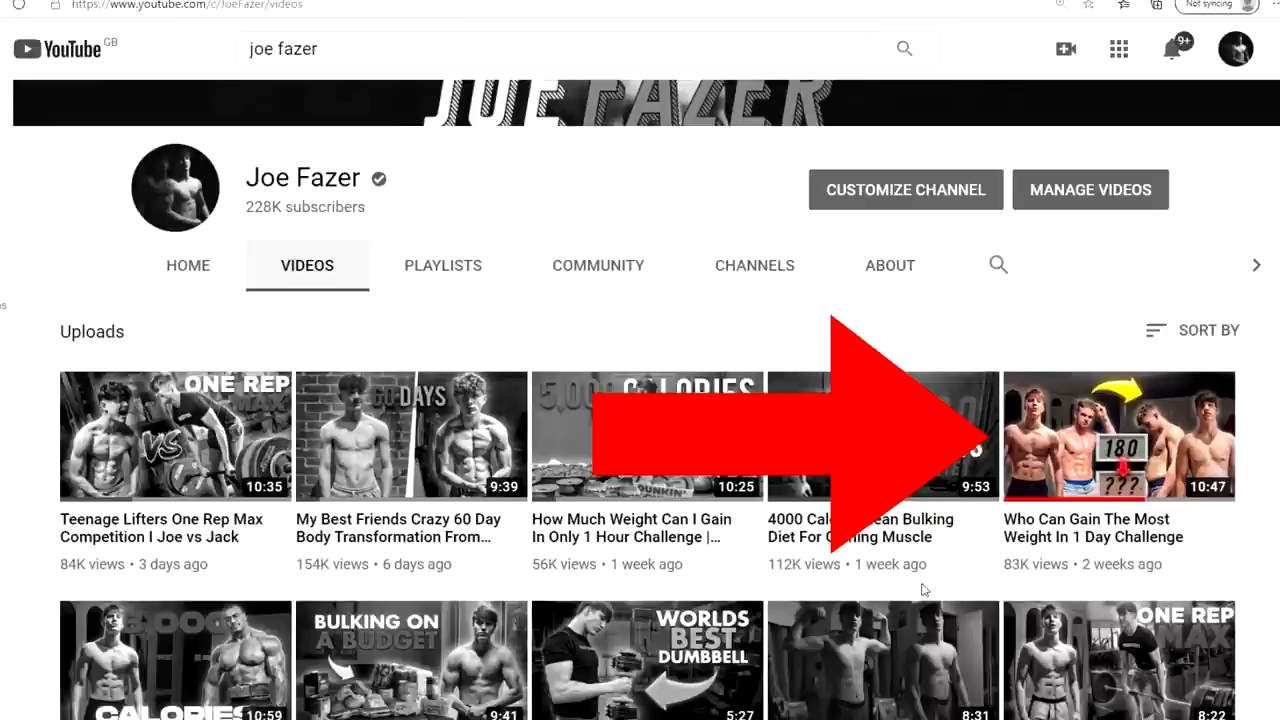 https://www.youtube.com/c/JoeFazer/videos
Not syncing
YouTube GB
joe fazer
9+
JOE FAZER
Joe Fazer
228K subscribers
CUSTOMIZE CHANNEL
MANAGE VIDEOS
HOME
VIDEOS
PLAYLISTS
COMMUNITY
CHANNELS
ABOUT
Uploads
SORT BY
ONE REP
MAX
VS
10:35
60 DAYS
9:39
5,000 CALORIES
DUNKIN'
10:25
9:53
180
???
10:47
Teenage Lifters One Rep Max
Competition I Joe vs Jack
84K views • 3 days ago
My Best Friends Crazy 60 Day
Body Transformation From...
154K views • 6 days ago
How Much Weight Can I Gain
In Only 1 Hour Challenge |...
56K views • 1 week ago
4000 Bulking
Diet For Muscle
112K views • 1 week ago
Who Can Gain The Most
Weight In 1 Day Challenge
83K views • 2 weeks ago
CALORIES
10:59
BULKING ON
A BUDGET
9:41
WORLDS
BEST
DUMBBELL
5:27
8:31
ONE REP
MAX
8:22